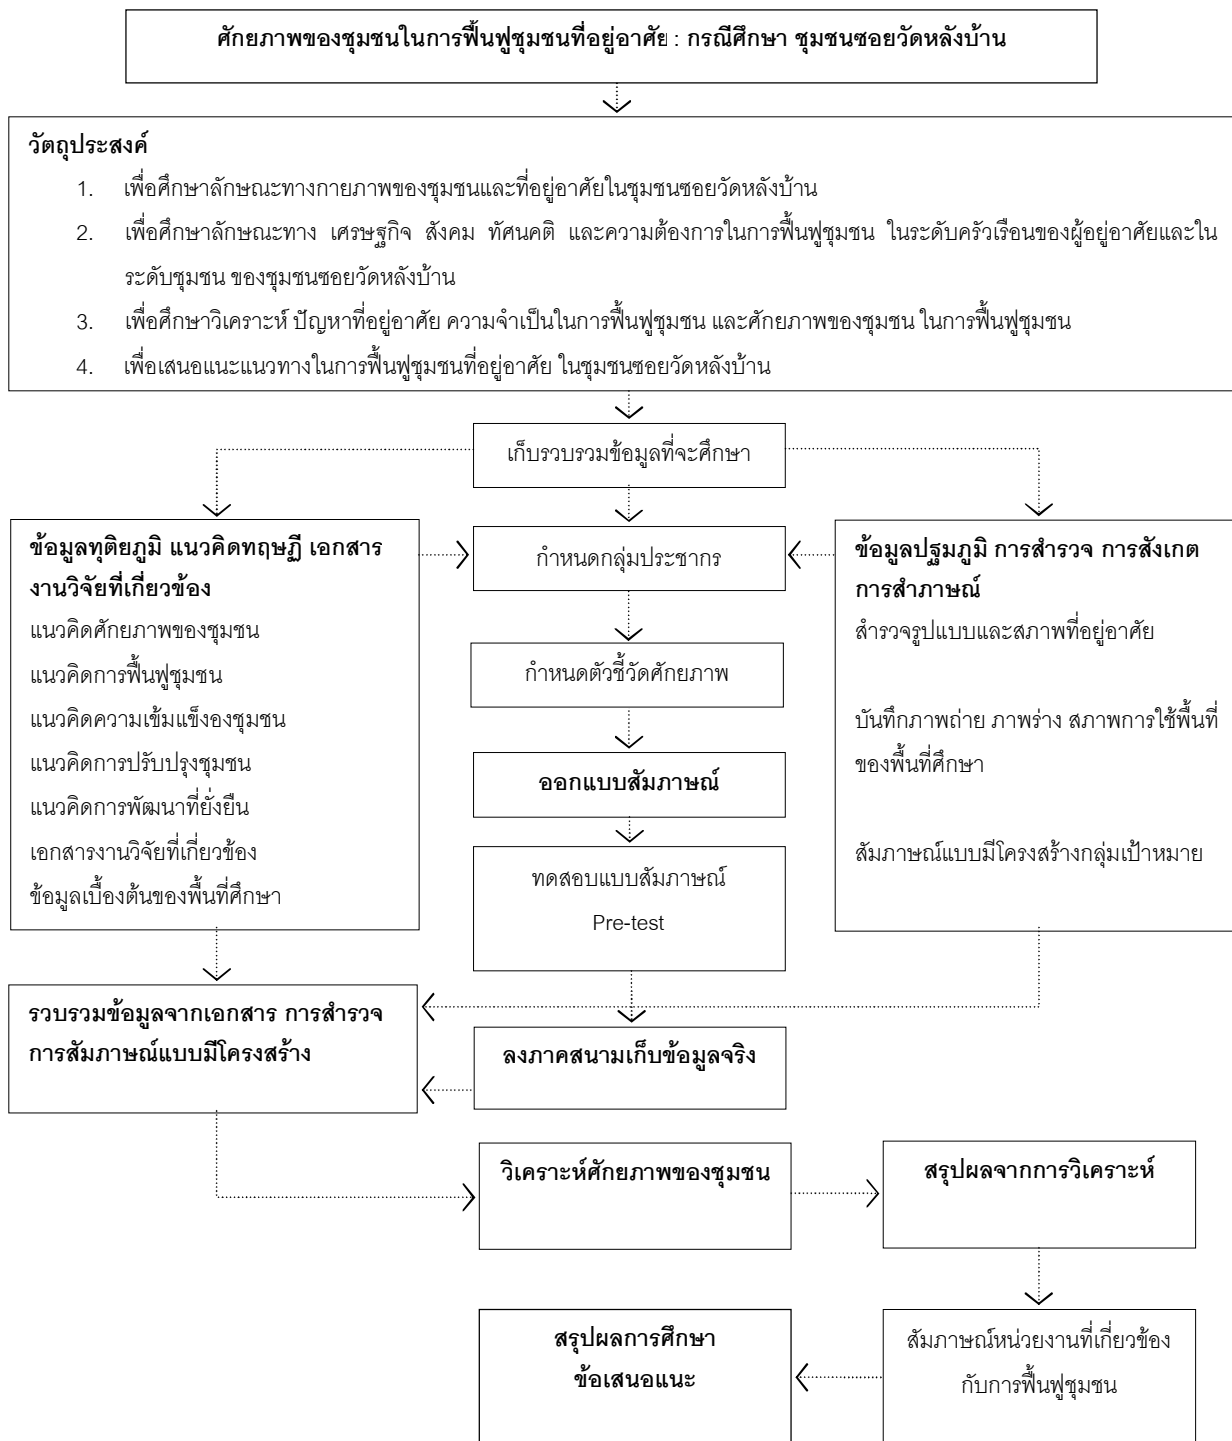 ศักยภาพของชุมชนในการฟื้นฟูชุมชนที่อยู่อาศัย : กรณีศึกษา ชุมชนซอยวัดหลังบ้าน
วัตถุประสงค์
1. เพื่อศึกษาลักษณะทางกายภาพของชุมชนและที่อยู่อาศัยในชุมชนซอยวัดหลังบ้าน
2. เพื่อศึกษาลักษณะทาง เศรษฐกิจ สังคม ทัศนคติ และความต้องการในการฟื้นฟูชุมชน ในระดับครัวเรือนของผู้อยู่อาศัยและใน
ระดับชุมชน ของชุมชนซอยวัดหลังบ้าน
3. เพื่อศึกษาวิเคราะห์ ปัญหาที่อยู่อาศัย ความจำเป็นในการฟื้นฟูชุมชน และศักยภาพของชุมชน ในการฟื้นฟูชุมชน
4. เพื่อเสนอแนะแนวทางในการฟื้นฟูชุมชนที่อยู่อาศัย ในชุมชนซอยวัดหลังบ้าน
เก็บรวบรวมข้อมูลที่จะศึกษา
ข้อมูลทุติยภูมิ แนวคิดทฤษฎี เอกสาร
งานวิจัยที่เกี่ยวข้อง
แนวคิดศักยภาพของชุมชน
แนวคิดการฟื้นฟูชุมชน
แนวคิดความเข้มแข็งองชุมชน
แนวคิดการปรับปรุงชุมชน
แนวคิดการพัฒนาที่ยั่งยืน
เอกสารงานวิจัยที่เกี่ยวข้อง
ข้อมูลเบื้องต้นของพื้นที่ศึกษา
กำหนดกลุ่มประชากร
กำหนดตัวชี้วัดศักยภาพ
ออกแบบสัมภาษณ์
ทดสอบแบบสัมภาษณ์
Pre-test
ข้อมูลปฐมภูมิ การสำรวจ การสังเกต
การสำภาษณ์
สำรวจรูปแบบและสภาพที่อยู่อาศัย
บันทึกภาพถ่าย ภาพร่าง สภาพการใช้พื้นที่
ของพื้นที่ศึกษา
สัมภาษณ์แบบมีโครงสร้างกลุ่มเป้าหมาย
รวบรวมข้อมูลจากเอกสาร การสำรวจ
การสัมภาษณ์แบบมีโครงสร้าง
ลงภาคสนามเก็บข้อมูลจริง
วิเคราะห์ศักยภาพของชุมชน
สรุปผลจากการวิเคราะห์
สัมภาษณ์หน่วยงานที่เกี่ยวข้อง
กับการฟื้นฟูชุมชน
สรุปผลการศึกษา
ข้อเสนอแนะ